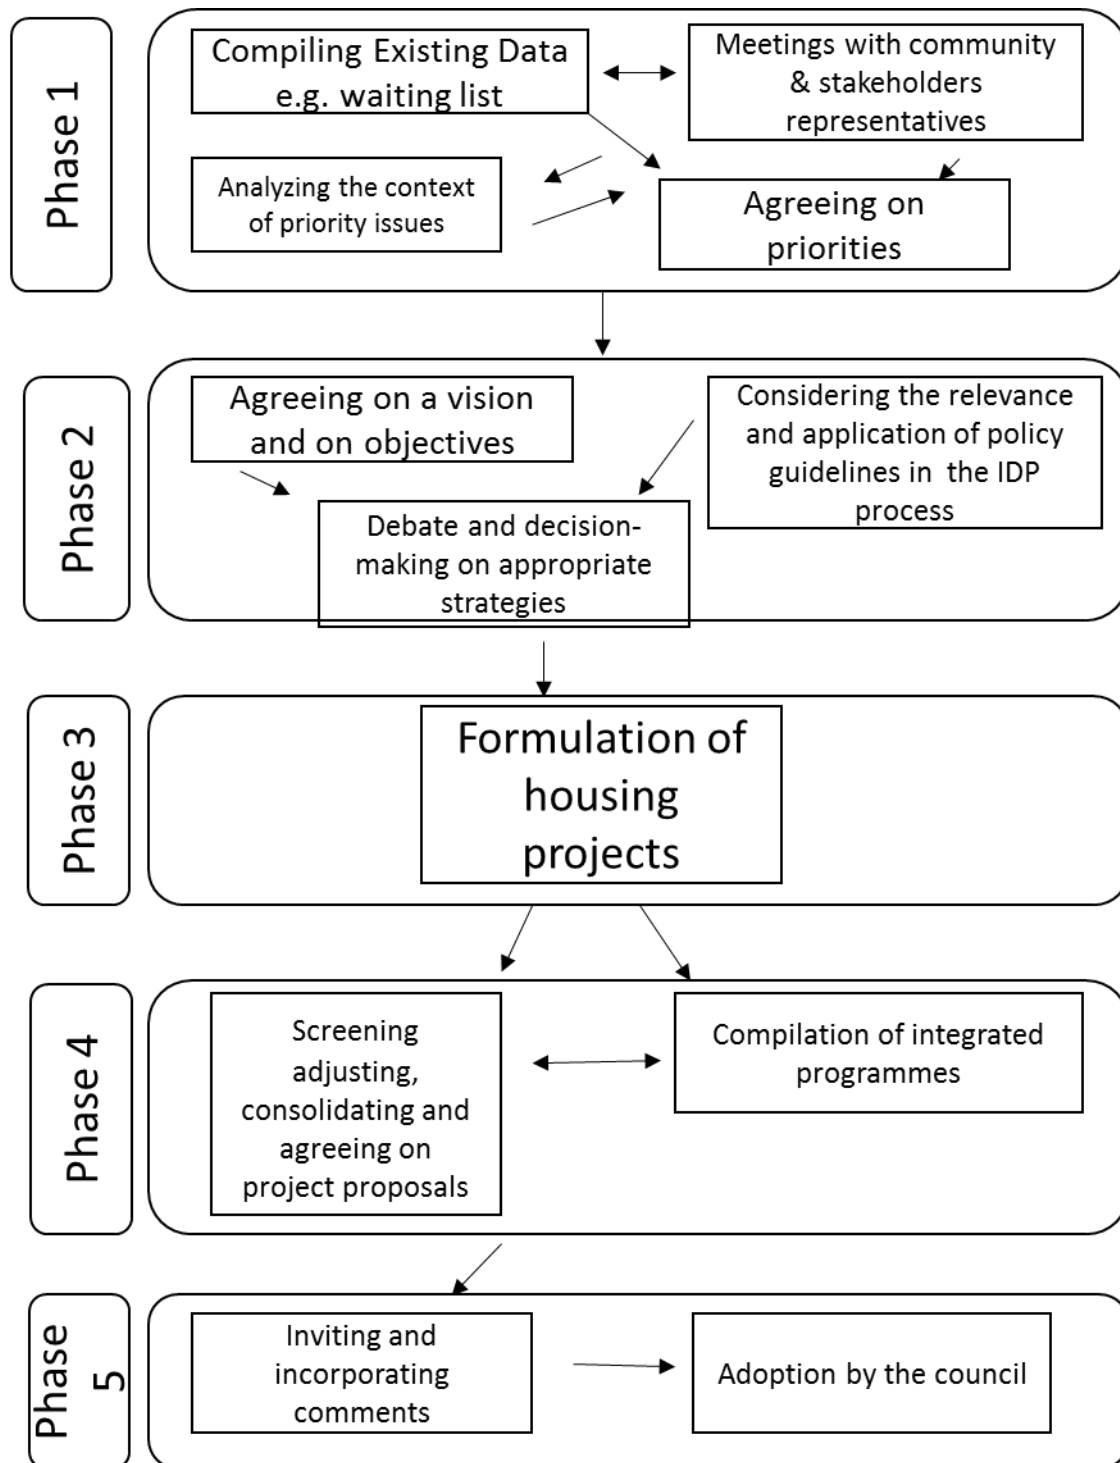 Phase 1
Compiling Existing Data
e.g. waiting list
Meetings with community
& stakeholders
representatives
Analyzing the context
of priority issues
Agreeing on
priorities
Phase 2
Agreeing on a vision
and on objectives
Considering the relevance
and application of policy
guidelines in the IDP
process
Debate and decision-
making on appropriate
strategies
Phase 3
Formulation of
housing
projects
Phase 4
Screening
adjusting,
consolidating and
agreeing on
project proposals
Compilation of integrated
programmes
Phase
5
Inviting and
incorporating
comments
Adoption by the council